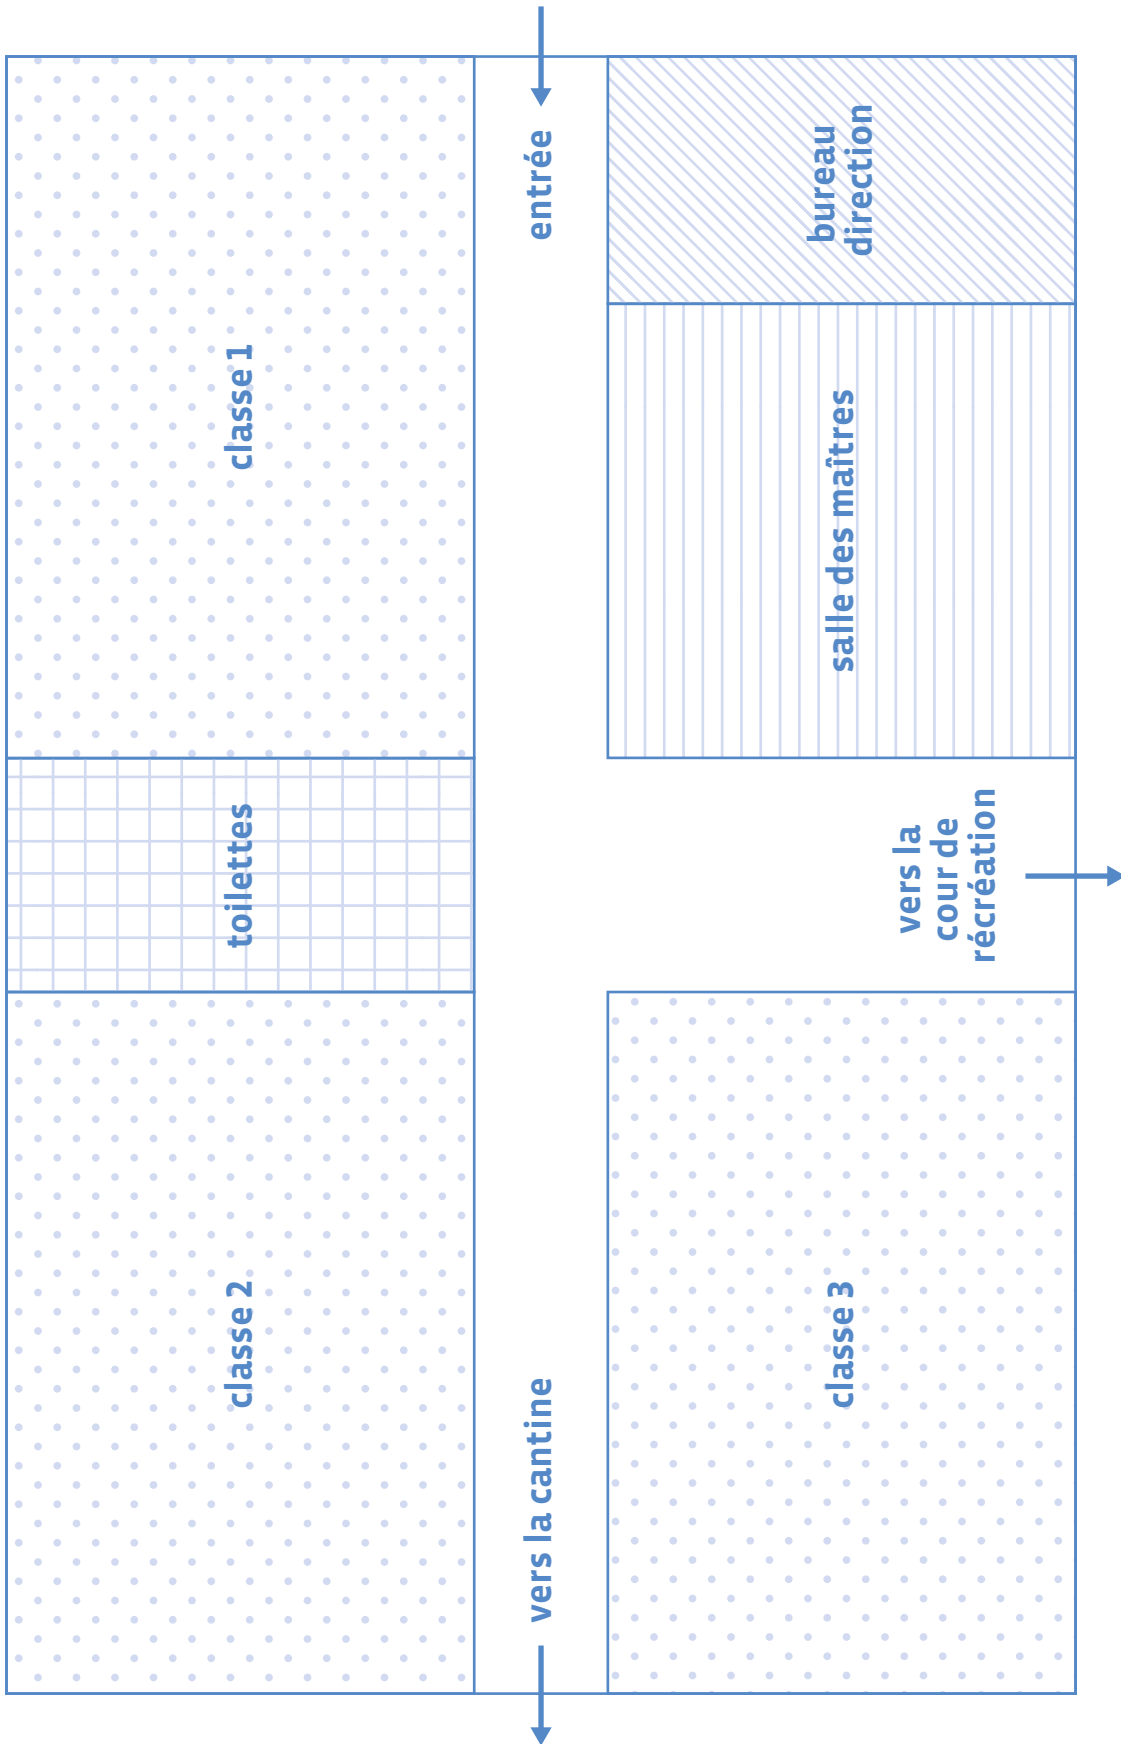 entrée
bureau
direction
classe 1
salle des maîtres
toilettes
vers la
cour de
récréation
classe 2
classe 3
vers la cantine